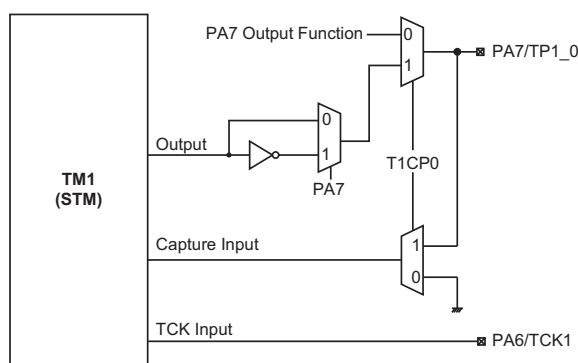 PA7 Output Function
0
1
PA7/TP1_0
Output
0
1
PA7
T1CP0
TM1
(STM)
Capture Input
1
0
TCK Input
PA6/TCK1